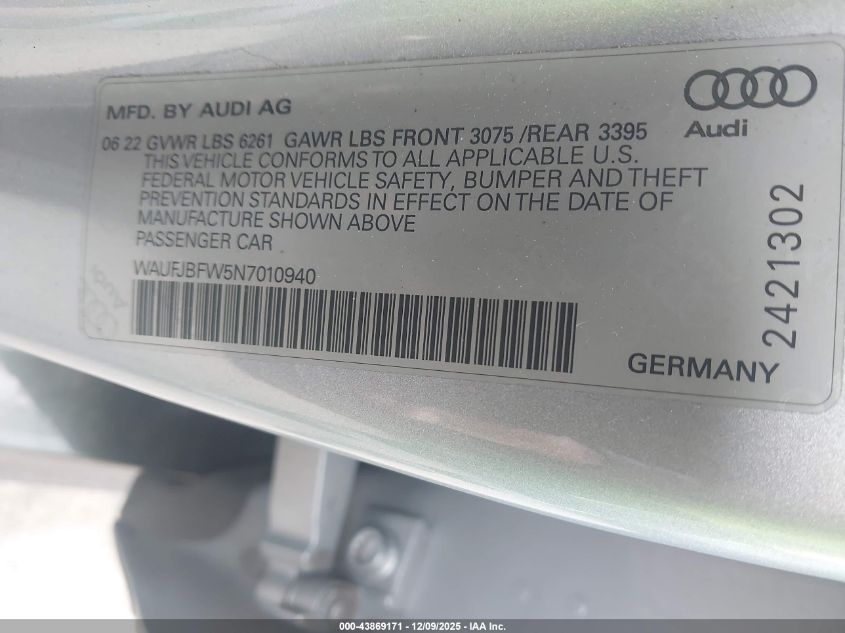 MFD. BY AUDI AG
Audi
06 22 GVWR LBS 6261 GAWR LBS FRONT 3075 /REAR 3395
THIS VEHICLE CONFORMS TO ALL APPLICABLE U.S.
FEDERAL MOTOR VEHICLE SAFETY, BUMPER AND THEFT
PREVENTION STANDARDS IN EFFECT ON THE DATE OF
MANUFACTURE SHOWN ABOVE
PASSENGER CAR
WAUFJBFW5N7010940
Audi
2421302
GERMANY
000-43869171 - 12/09/2025 - IAA Inc.